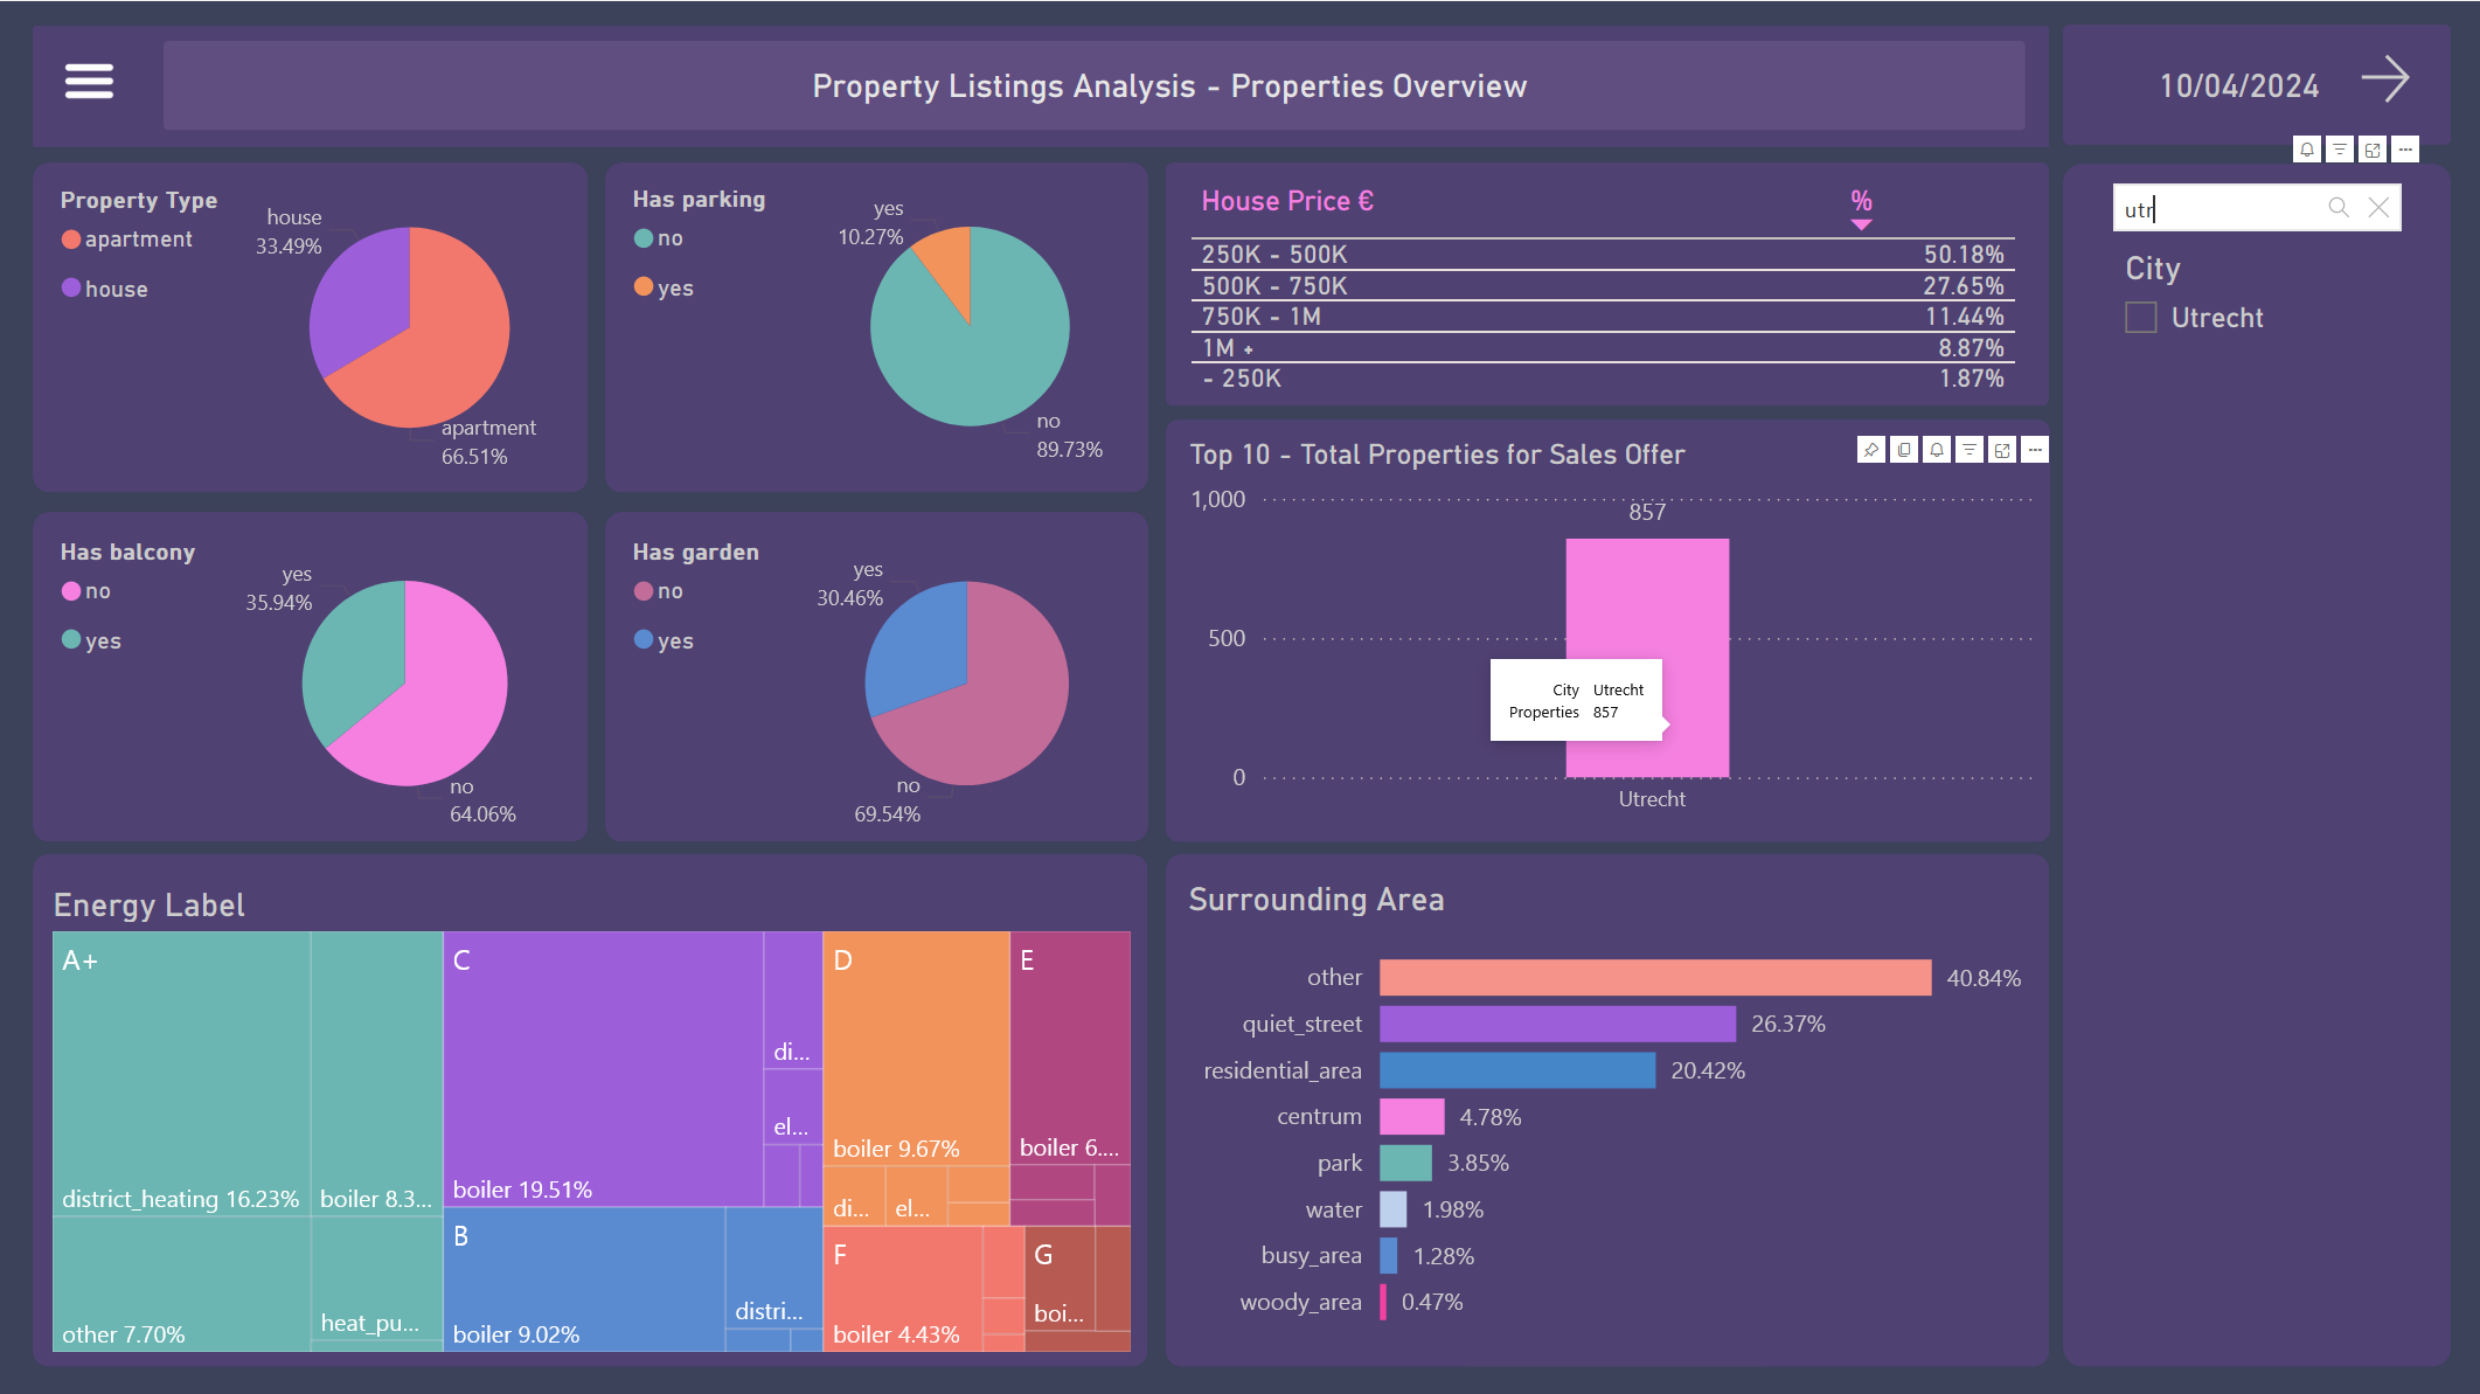 Property Listings Analysis - Properties Overview
10/04/2024
Property Type
apartment
house
house
33.49%
apartment
66.51%
Has parking
no
yes
yes
10.27%
no
89.73%
House Price € %
250K - 500K 50.18%
500K - 750K 27.65%
750K - 1M 11.44%
1M + 8.87%
- 250K 1.87%
utr
City
Utrecht
Has balcony
no
yes
yes
35.94%
no
64.06%
Has garden
no
yes
yes
30.46%
no
69.54%
Top 10 - Total Properties for Sales Offer
1,000
857
500
City Utrecht
Properties 857
0
Utrecht
Energy Label
A+
district_heating 16.23%
boiler 8.3...
other 7.70%
heat_pu...
C
di...
el...
boiler 19.51%
B
distri...
boiler 9.02%
D
boiler 9.67%
di...
el...
E
boiler 6....
F
boiler 4.43%
G
boi...
Surrounding Area
other 40.84%
quiet_street 26.37%
residential_area 20.42%
centrum 4.78%
park 3.85%
water 1.98%
busy_area 1.28%
woody_area 0.47%